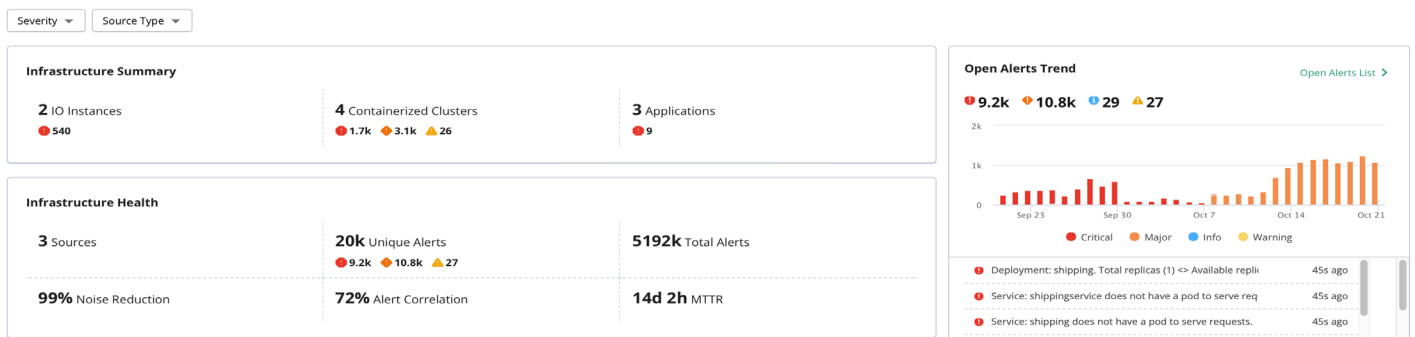 Severity
Source Type
Infrastructure Summary
2 IO Instances
540
4 Containerized Clusters
1.7k 3.1k 26
3 Applications
9
Infrastructure Health
3 Sources
20k Unique Alerts
9.2k 10.8k 27
5192k Total Alerts
99% Noise Reduction
72% Alert Correlation
14d 2h MTTR
Open Alerts Trend
Open Alerts List
9.2k 10.8k 29 27
2k
1k
0
Sep 23 Sep 30 Oct 7 Oct 14 Oct 21
Critical Major Info Warning
Deployment: shipping. Total replicas (1) <> Available 45s ago
Service: shippingservice does not have a pod to serve 45s ago
Service: shipping does not have a pod to serve requests. 45s ago